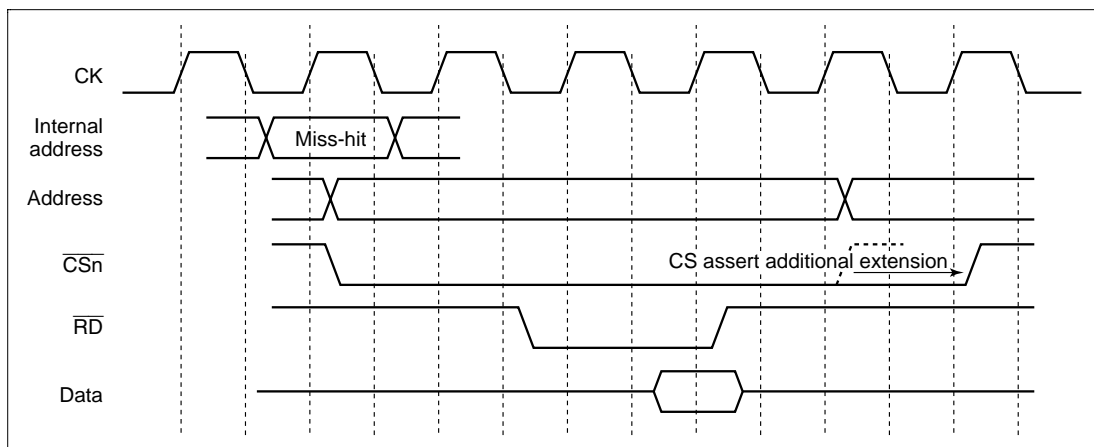 CK
Internal
address
Miss-hit
Address
CSn
CS assert additional extension
RD
Data